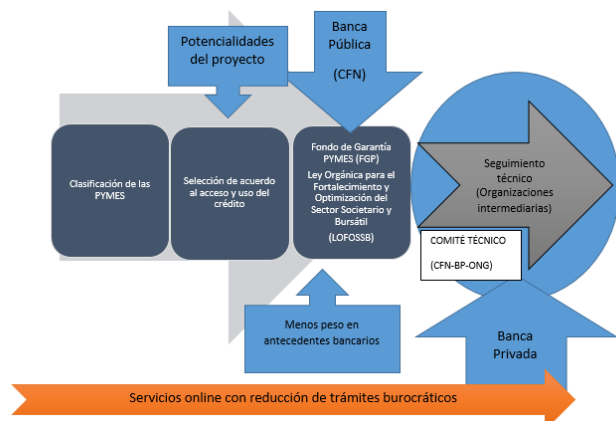 Potencialidades
del proyecto
Banca
Pública
(CFN)
Clasificación de las
PYMES
Selección de acuerdo
al acceso y uso del
crédito
Fondo de Garantía
PYMES (FGP)
Ley Orgánica para el
Fortalecimiento y
Optimización del
Sector Societario y
Bursátil
(LOFOSSB)
Seguimiento
técnico
(Organizaciones
intermediarias)
COMITÉ TÉCNICO
(CFN-BP-ONG)
Menos peso en
antecedentes bancarios
Banca
Privada
Servicios online con reducción de trámites burocráticos